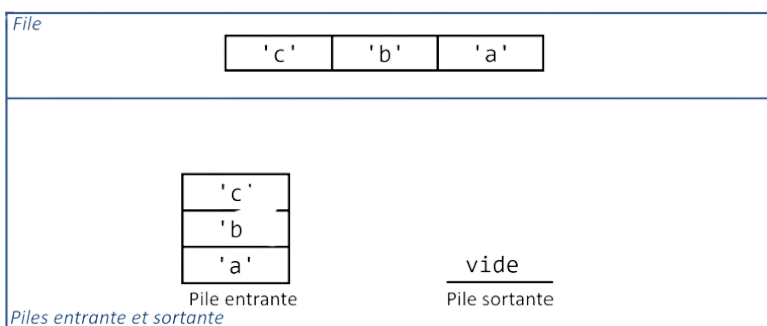 File
'c' 'b' 'a'
'c'
'b
'a'
vide
Pile entrante Pile sortante
Piles entrante et sortante